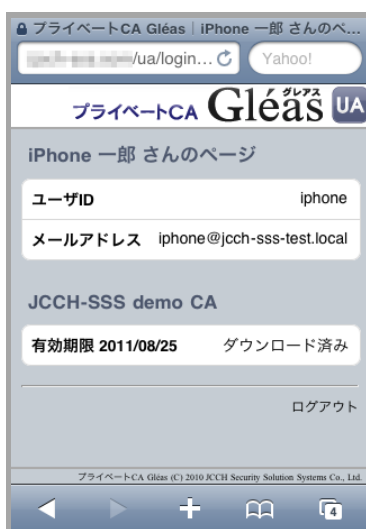 プライベートCA Gléas｜iPhone 一郎 さんのペ...
/ua/login...
Yahoo!
グレアス
プライベートCA Gléas UA
iPhone 一郎 さんのページ
ユーザID iphone
メールアドレス iphone@jcch-sss-test.local
JCCH-SSS demo CA
有効期限 2011/08/25 ダウンロード済み
ログアウト
プライベートCA Gléas (C) 2010 JCCH Security Solution Systems Co., Ltd.
4